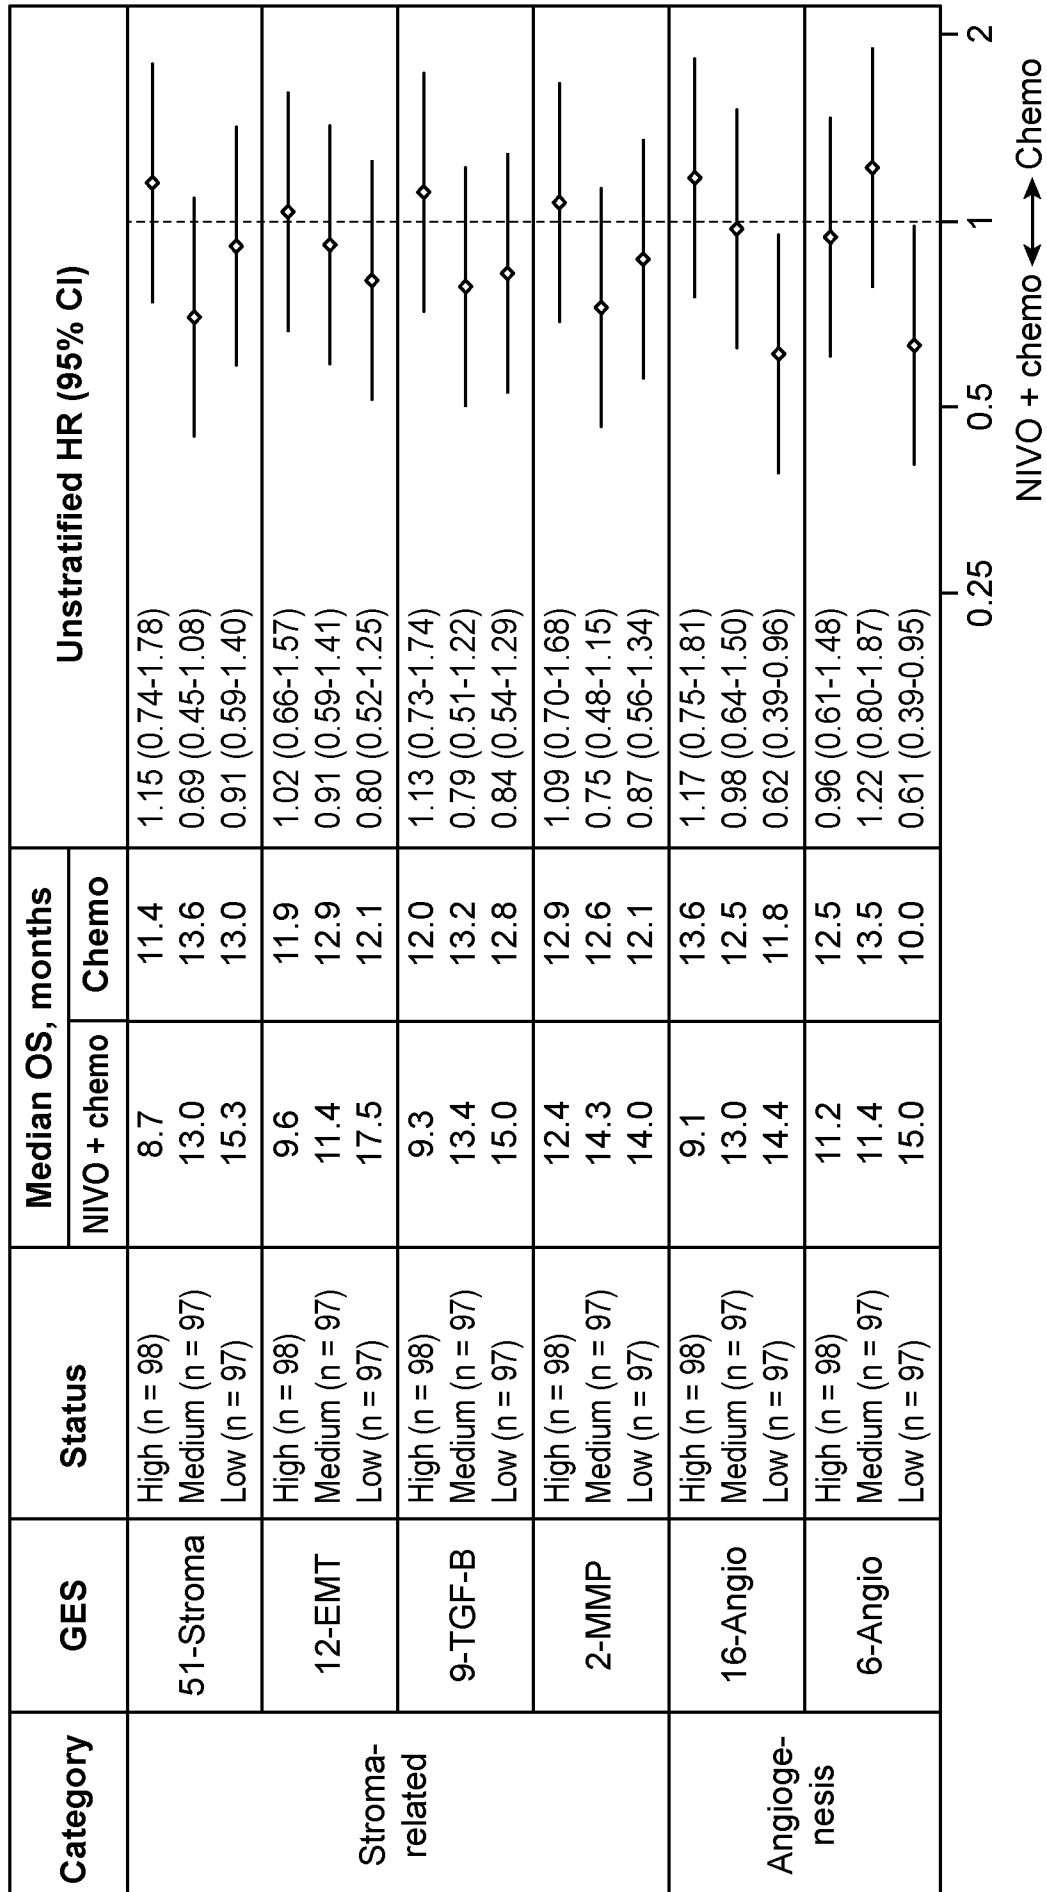 Category GES Status Median OS, months Unstratified HR (95% CI)
NIVO + chemo Chemo
Stroma-
related
51-Stroma
High (n = 98) 8.7 11.4 1.15 (0.74-1.78)
Medium (n = 97) 13.0 13.6 0.69 (0.45-1.08)
Low (n = 97) 15.3 13.0 0.91 (0.59-1.40)
12-EMT
High (n = 98) 9.6 11.9 1.02 (0.66-1.57)
Medium (n = 97) 11.4 12.9 0.91 (0.59-1.41)
Low (n = 97) 17.5 12.1 0.80 (0.52-1.25)
9-TGF-B
High (n = 98) 9.3 12.0 1.13 (0.73-1.74)
Medium (n = 97) 13.4 13.2 0.79 (0.51-1.22)
Low (n = 97) 15.0 12.8 0.84 (0.54-1.29)
2-MMP
High (n = 98) 12.4 12.9 1.09 (0.70-1.68)
Medium (n = 97) 14.3 12.6 0.75 (0.48-1.15)
Low (n = 97) 14.0 12.1 0.87 (0.56-1.34)
Angioge-
nesis
16-Angio
High (n = 98) 9.1 13.6 1.17 (0.75-1.81)
Medium (n = 97) 13.0 12.5 0.98 (0.64-1.50)
Low (n = 97) 14.4 11.8 0.62 (0.39-0.96)
6-Angio
High (n = 98) 11.2 12.5 0.96 (0.61-1.48)
Medium (n = 97) 11.4 13.5 1.22 (0.80-1.87)
Low (n = 97) 15.0 10.0 0.61 (0.39-0.95)
0.25 0.5 1 2
NIVO + chemo Chemo